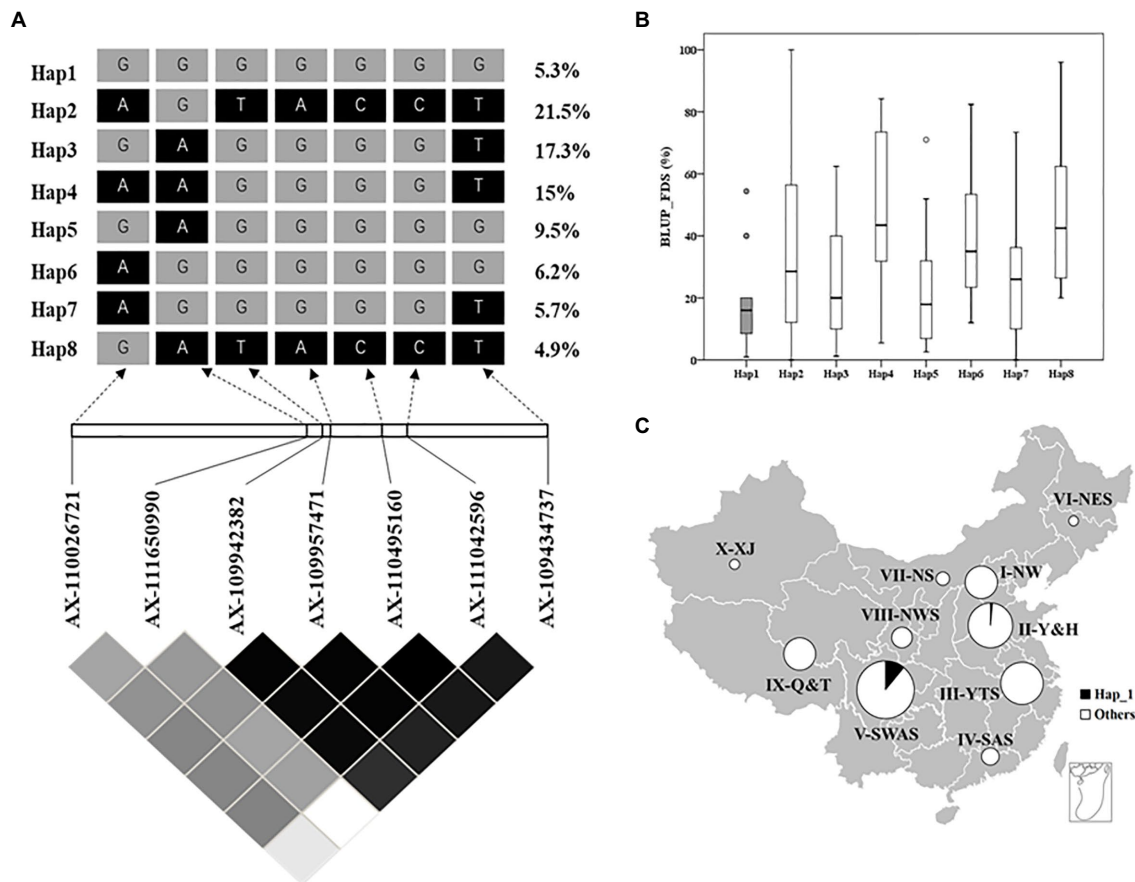 A
Hap1 G G G G G G G 5.3%
Hap2 A G T A C C T 21.5%
Hap3 G A G G G G T 17.3%
Hap4 A A G G G G T 15%
Hap5 G A G G G G G 9.5%
Hap6 A G G G G G G 6.2%
Hap7 A G G G G G T 5.7%
Hap8 G A T A C C T 4.9%
AX-110026721
AX-111650990
AX-109942382
AX-109957471
AX-110495160
AX-111042596
AX-109434737
B
BLUP_FDS (%)
100
80
60
40
20
0
Hap1 Hap2 Hap3 Hap4 Hap5 Hap6 Hap7 Hap8
C
VI-NES
X-XJ
VII-NS
I-NW
VIII-NWS
II-Y&H
IX-Q&T
III-YTS
V-SWAS
IV-SAS
Hap_1
Others